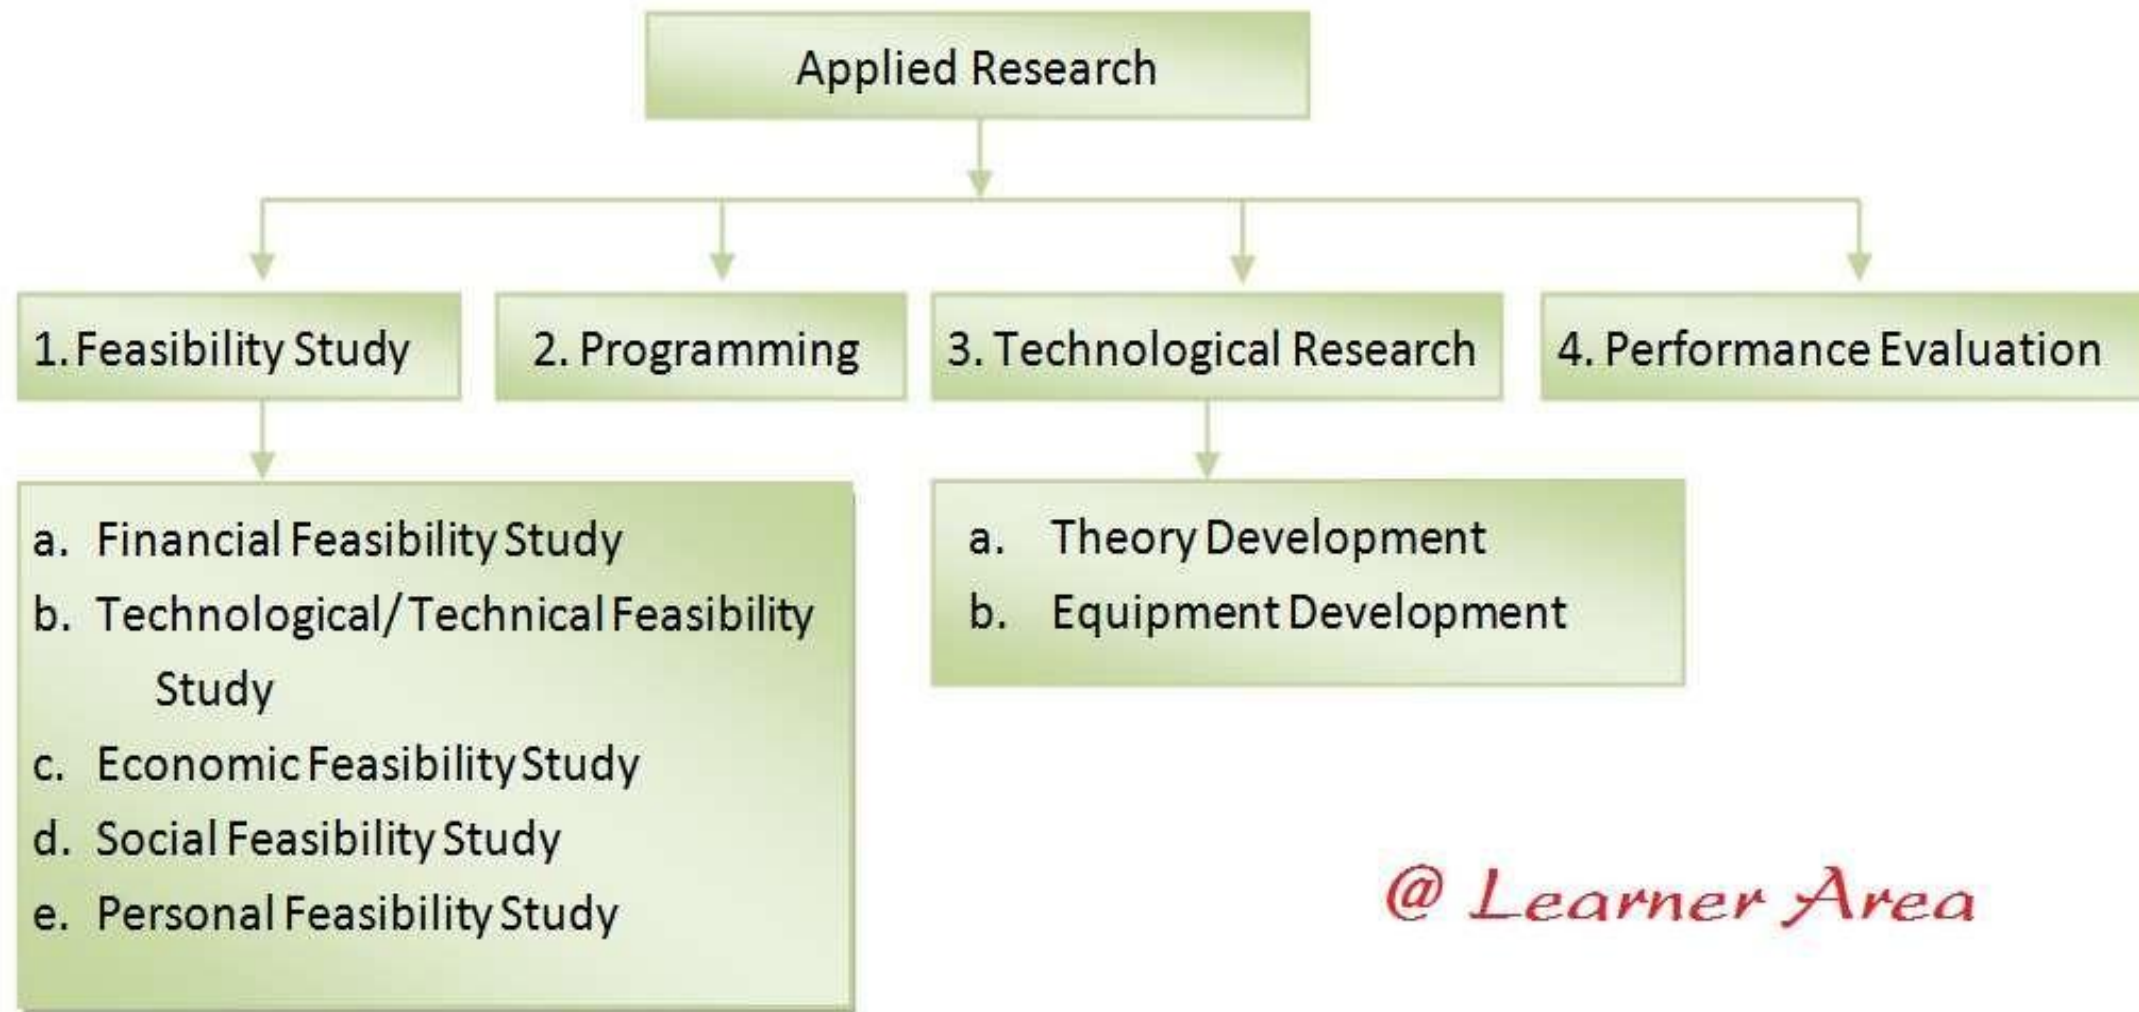 Applied Research
1. Feasibility Study
2. Programming
3. Technological Research
4. Performance Evaluation
a. Financial Feasibility Study
b. Technological/ Technical Feasibility
Study
c. Economic Feasibility Study
d. Social Feasibility Study
e. Personal Feasibility Study
a. Theory Development
b. Equipment Development
@ Learner Area